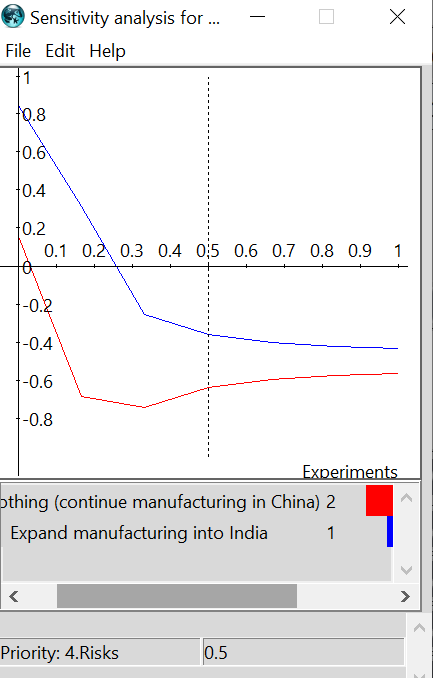 Sensitivity analysis for ...
File Edit Help
1
0.8
0.6
0.4
0.2
0.1 0.2 0.3 0.4 0.5 0.6 0.7 0.8 0.9 1
0
-0.2
-0.4
-0.6
-0.8
Experiments
othing (continue manufacturing in China) 2
Expand manufacturing into India 1
Priority: 4.Risks 0.5